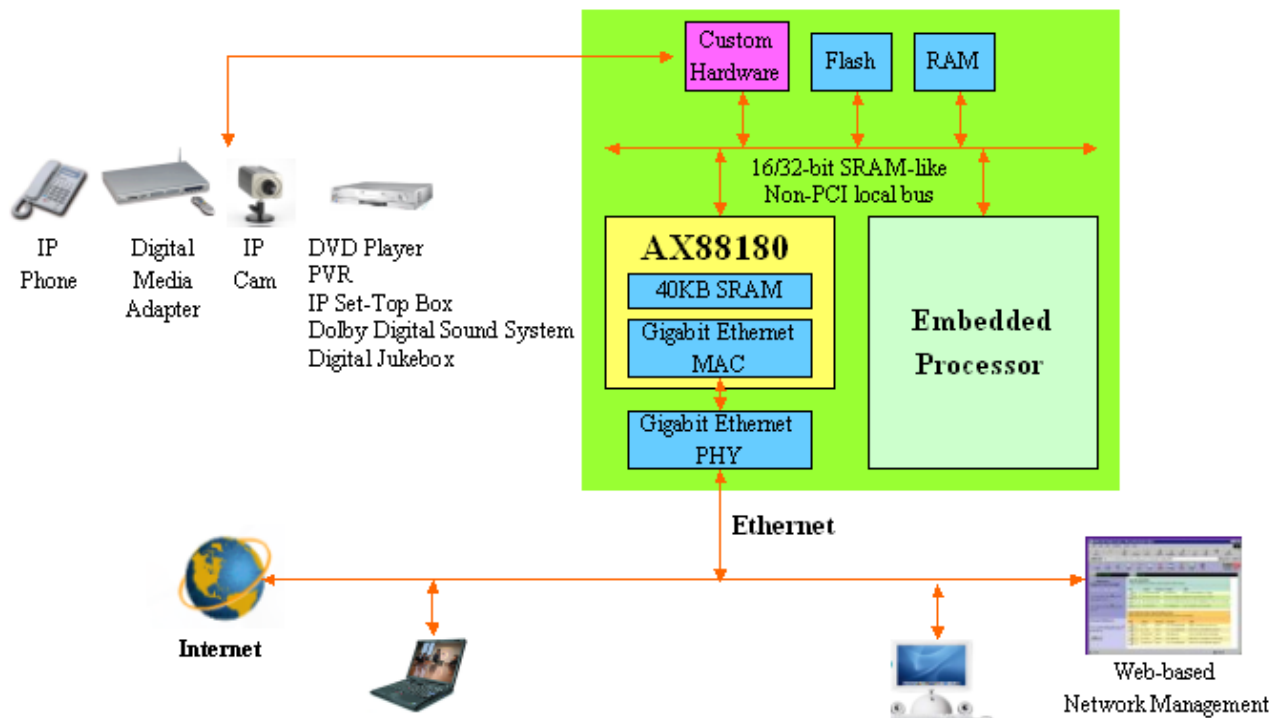 Custom
Hardware
Flash
RAM
16/32-bit SRAM-like
Non-PCI local bus
IP
Phone
Digital
Media
Adapter
IP
Cam
DVD Player
PVR
IP Set-Top Box
Dolby Digital Sound System
Digital Jukebox
AX88180
40KB SRAM
Gigabit Ethernet
MAC
Gigabit Ethernet
PHY
Embedded
Processor
Ethernet
Internet
Web-based
Network Management